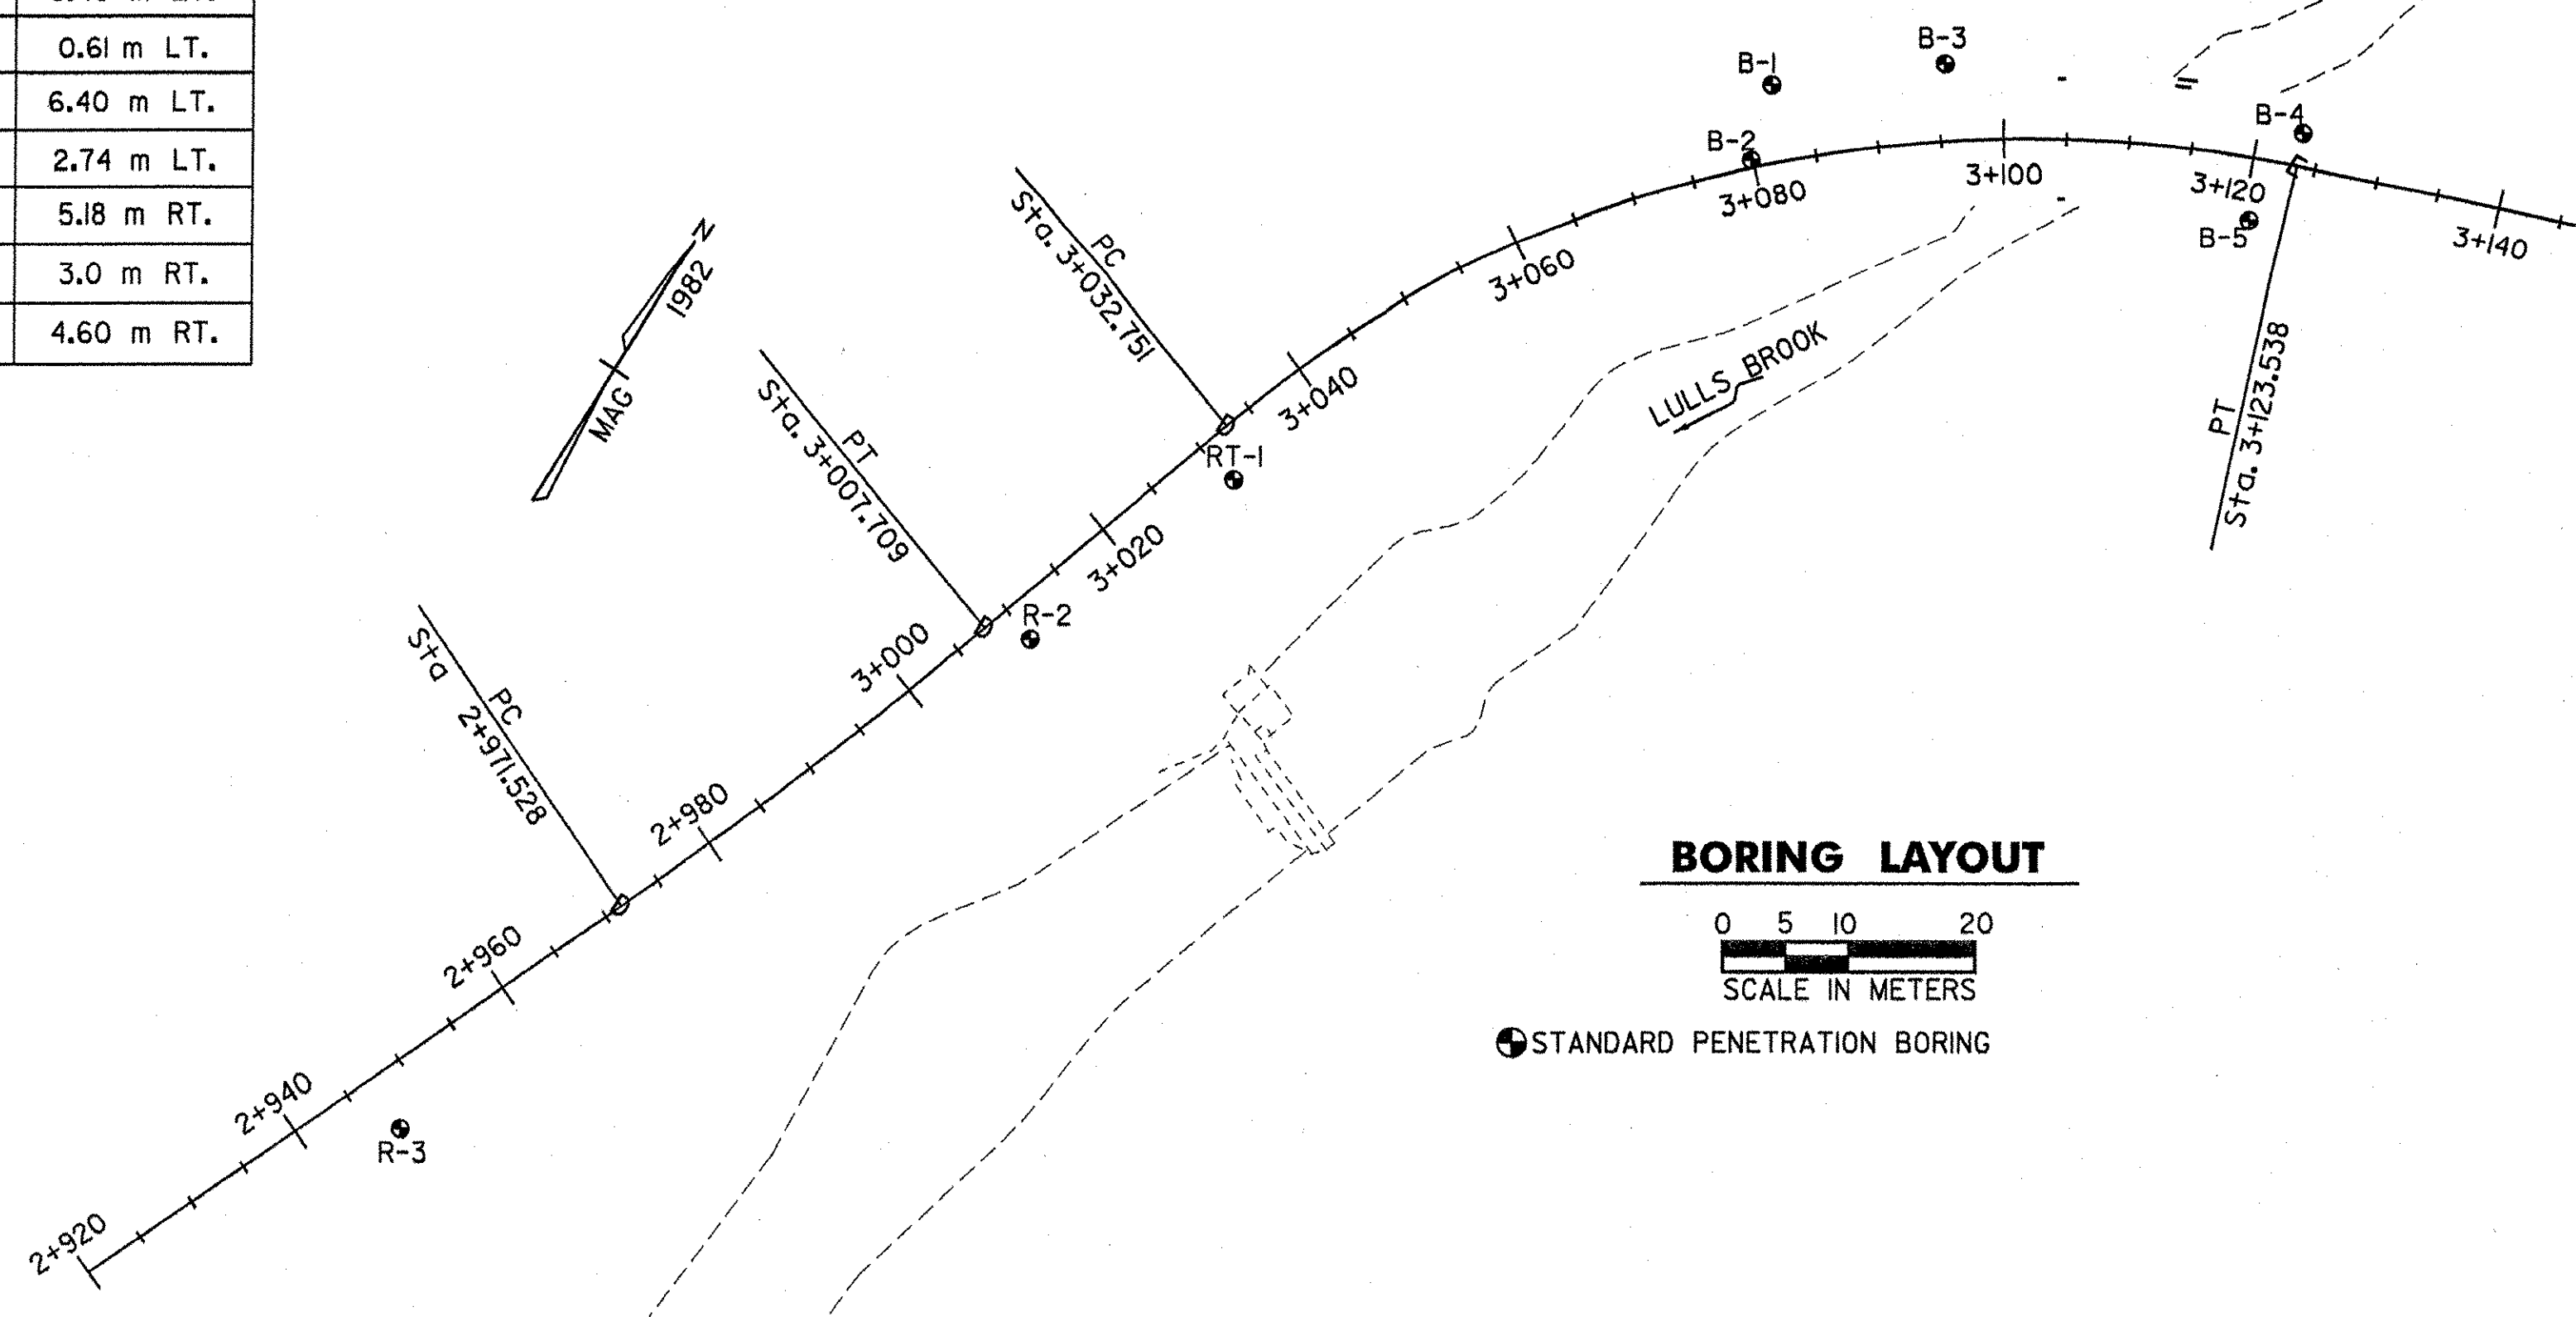 0.61 m LT.
6.40 m LT.
2.74 m LT.
5.18 m RT.
3.0 m RT.
4.60 m RT.
B-1
B-3
B-2
B-4
B-5
3+080
3+100
3+120
3+140
3+060
3+040
3+020
3+000
2+980
2+960
2+940
2+920
N
1982
MAG
PC
Sta. 3+032.751
PT
Sta. 3+007.709
PC
Sta 2+971.528
PT
Sta. 3+123.538
RT-1
R-2
R-3
LULLS BROOK
BORING LAYOUT
0 5 10 20
SCALE IN METERS
STANDARD PENETRATION BORING